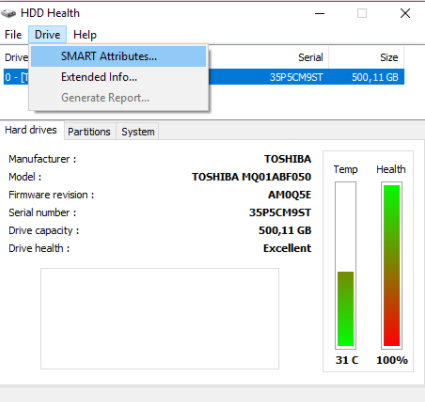 HDD Health
File Drive Help
Drive Serial Size
SMART Attributes...
Extended Info...
Generate Report...
0 - [T 35P5CM9ST 500,11 GB
Hard drives Partitions System
Manufacturer : TOSHIBA
Model : TOSHIBA MQ01ABF050
Firmware revision : AM0Q5E
Serial number : 35P5CM9ST
Drive capacity : 500,11 GB
Drive health : Excellent
Temp Health
31 C 100%